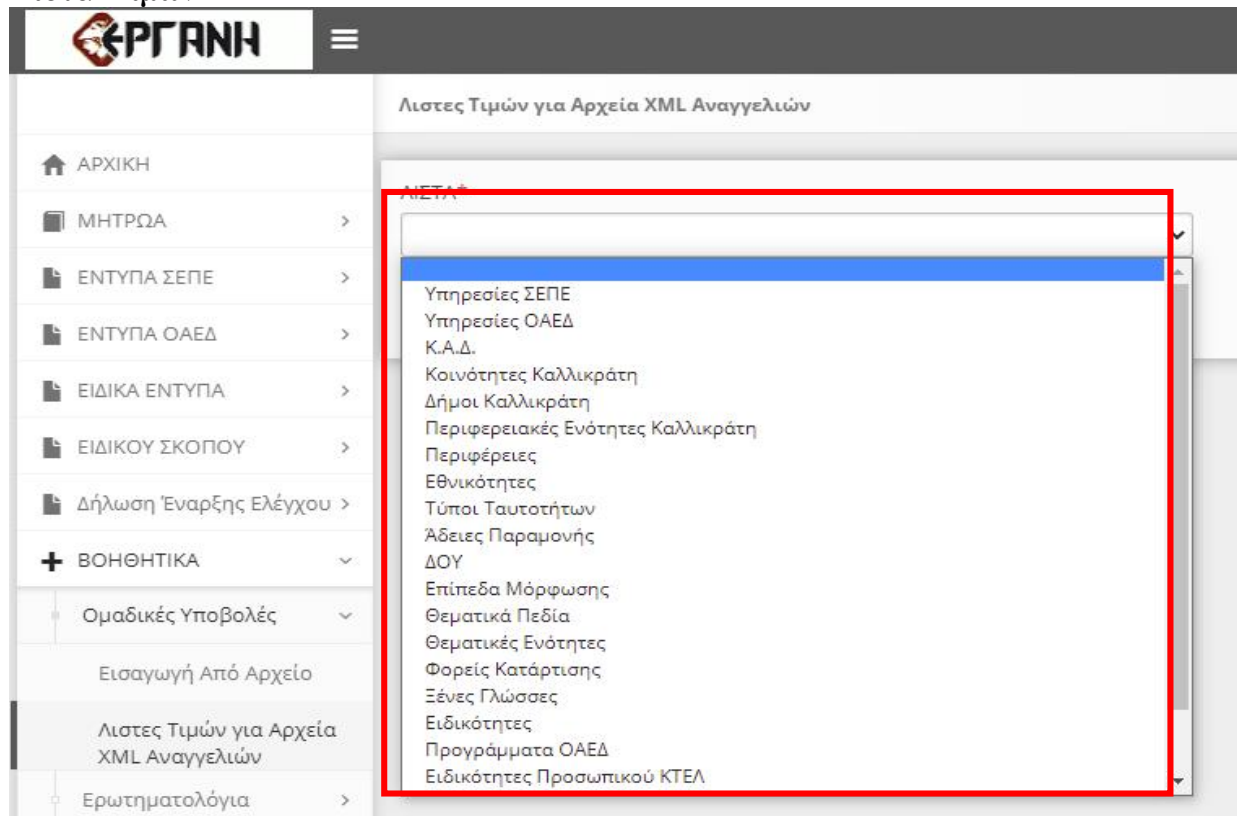 ΕΡΓΑΝΗ
Λιστες Τιμών για Αρχεία XML Αναγγελιών
ΑΡΧΙΚΗ
ΜΗΤΡΩΑ
ΕΝΤΥΠΑ ΣΕΠΕ
ΕΝΤΥΠΑ ΟΑΕΔ
ΕΙΔΙΚΑ ΕΝΤΥΠΑ
ΕΙΔΙΚΟΥ ΣΚΟΠΟΥ
Δήλωση Έναρξης Ελέγχου
ΒΟΗΘΗΤΙΚΑ
Ομαδικές Υποβολές
Εισαγωγή Από Αρχείο
Λιστες Τιμών για Αρχεία
XML Αναγγελιών
Ερωτηματολόγια
ΛΙΣΤΑ*
Υπηρεσίες ΣΕΠΕ
Υπηρεσίες ΟΑΕΔ
Κ.Α.Δ.
Κοινότητες Καλλικράτη
Δήμοι Καλλικράτη
Περιφερειακές Ενότητες Καλλικράτη
Περιφέρειες
Εθνικότητες
Τύποι Ταυτοτήτων
Άδειες Παραμονής
ΔΟΥ
Επίπεδα Μόρφωσης
Θεματικά Πεδία
Θεματικές Ενότητες
Φορείς Κατάρτισης
Ξένες Γλώσσες
Ειδικότητες
Προγράμματα ΟΑΕΔ
Ειδικότητες Προσωπικού ΚΤΕΛ